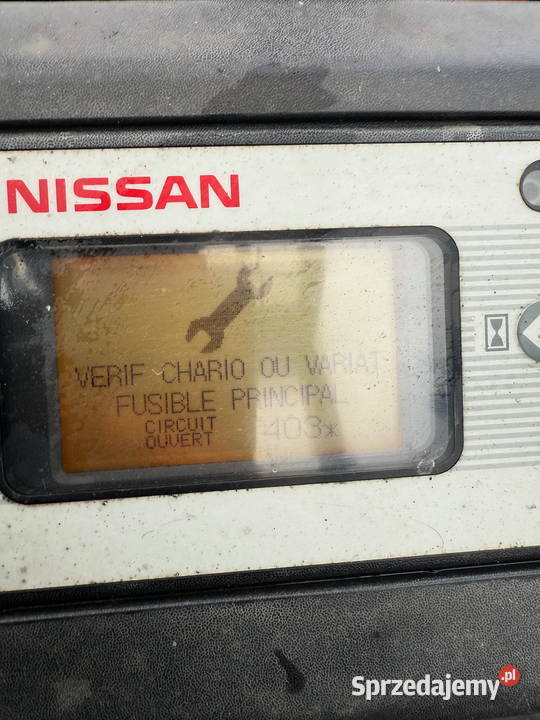 NISSAN
VERIF CHARIO OU VARIAT
FUSIBLE PRINCIPAL
CIRCUIT
OUVERT 403*
Sprzedajemy.pl